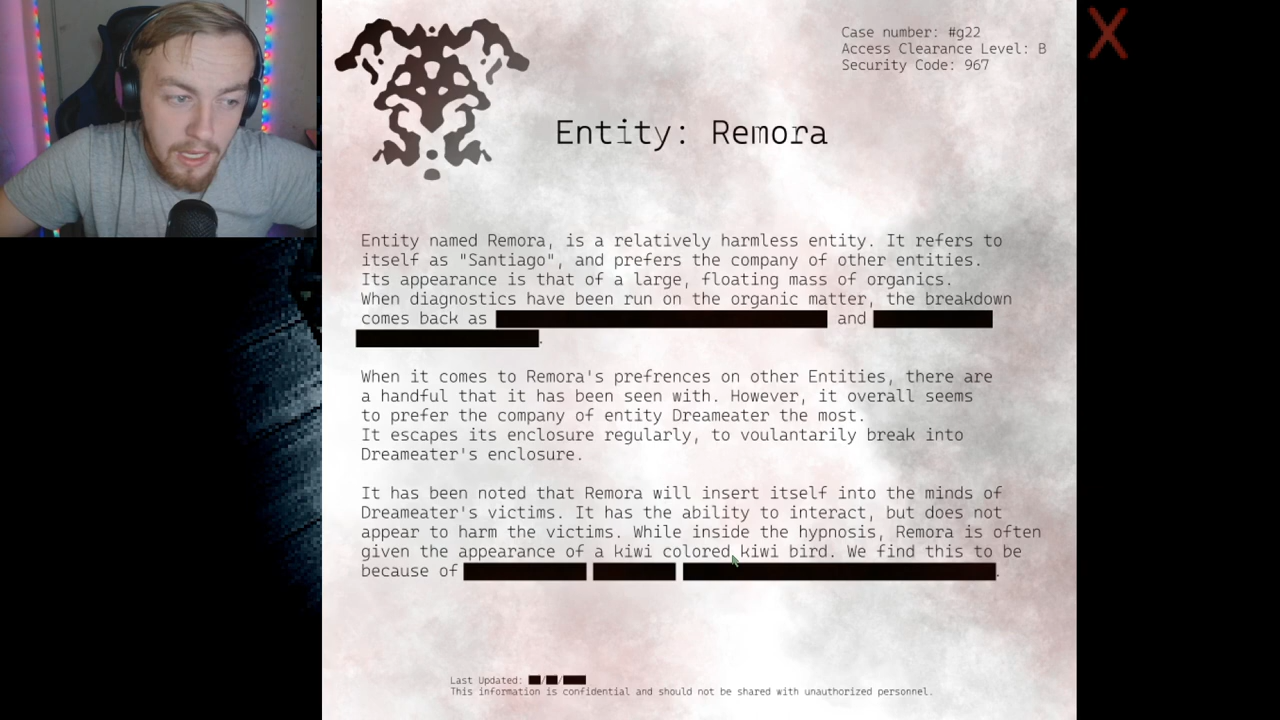 Case number: #g22
Access Clearance Level: B
Security Code: 967
Entity: Remora
Entity named Remora, is a relatively harmless entity. It refers to
itself as "Santiago", and prefers the company of other entities.
Its appearance is that of a large, floating mass of organics.
When diagnostics have been run on the organic matter, the breakdown
comes back as and
.
When it comes to Remora's prefrences on other Entities, there are
a handful that it has been seen with. However, it overall seems
to prefer the company of entity Dreameater the most.
It escapes its enclosure regularly, to voulantarily break into
Dreameater's enclosure.
It has been noted that Remora will insert itself into the minds of
Dreameater's victims. It has the ability to interact, but does not
appear to harm the victims. While inside the hypnosis, Remora is often
given the appearance of a kiwi colored kiwi bird. We find this to be
because of .
Last Updated: / /
This information is confidential and should not be shared with unauthorized personnel.
X